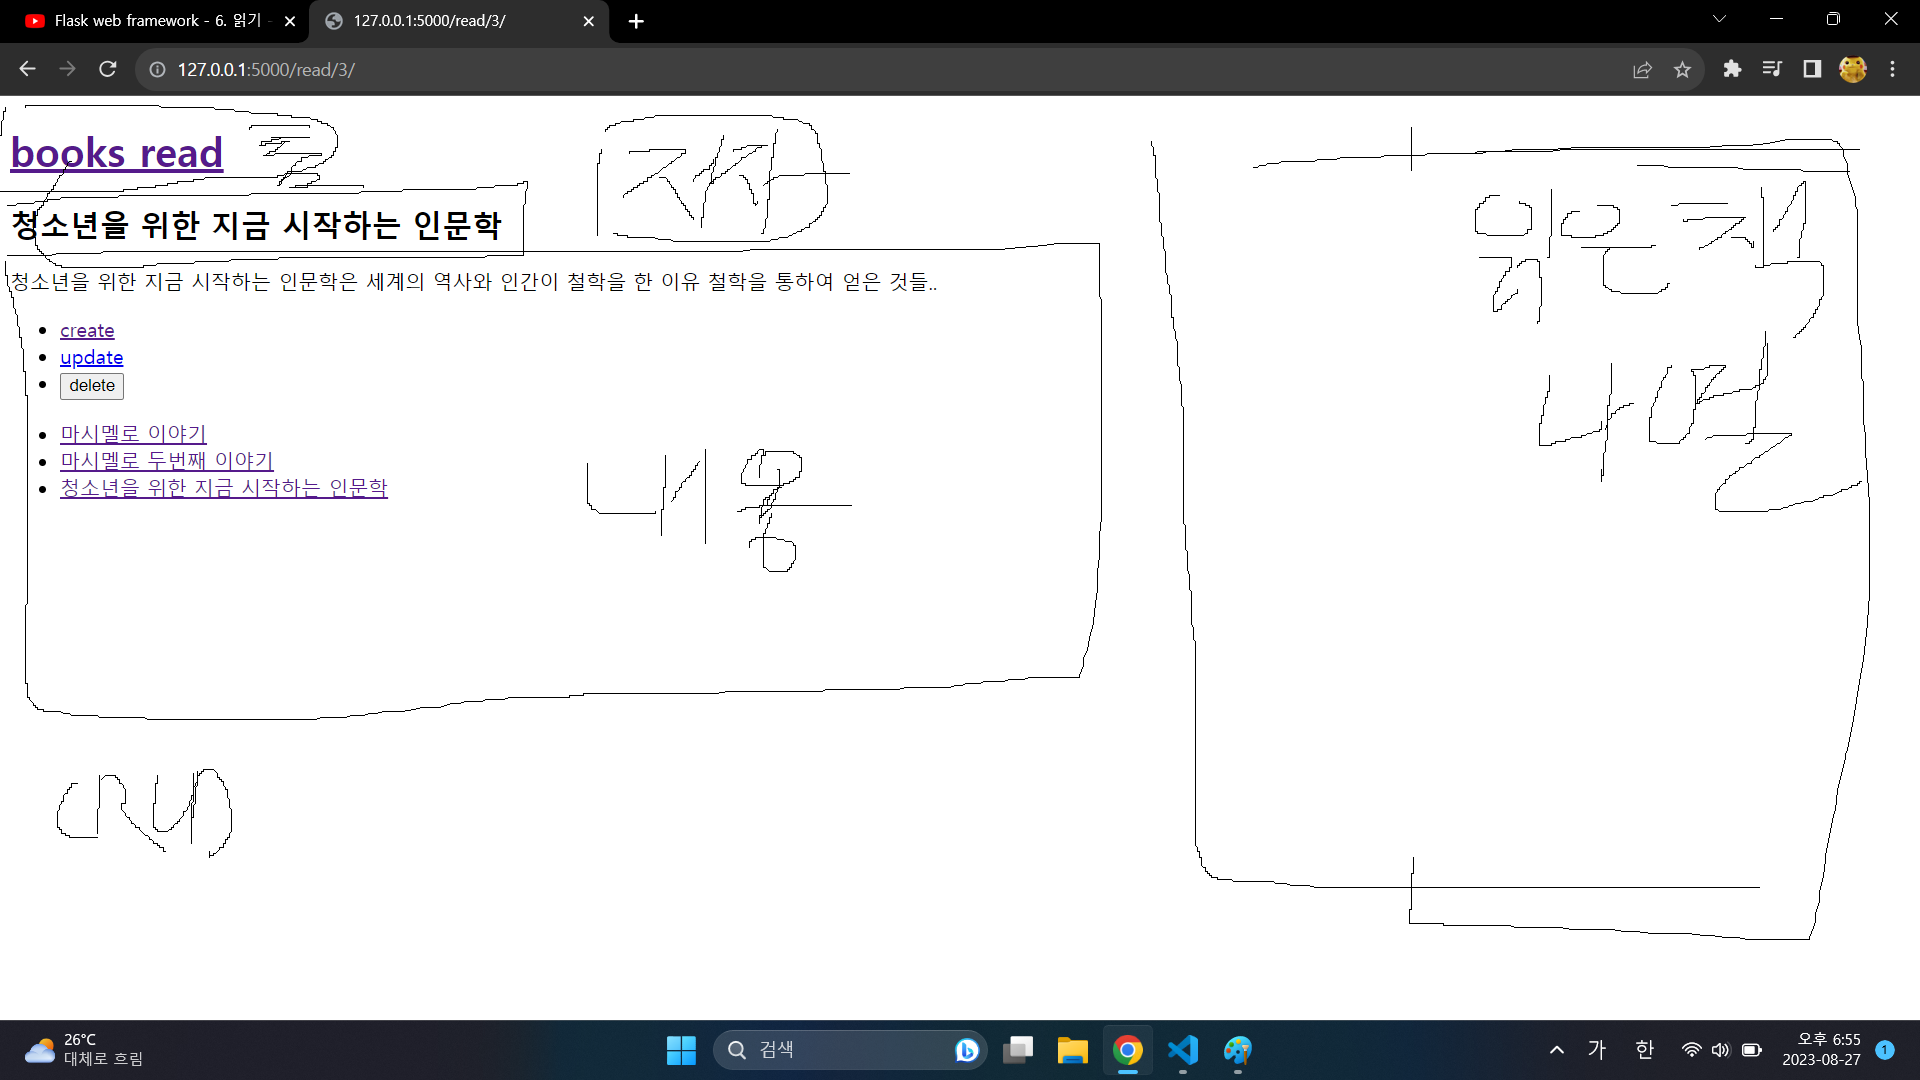 Flask web framework - 6. 읽기 -
127.0.0.1:5000/read/3/
127.0.0.1:5000/read/3/
books read
홈
청소년을 위한 지금 시작하는 인문학
청소년을 위한 지금 시작하는 인문학은 세계의 역사와 인간이 철학을 한 이유 철학을 통하여 얻은 것들..
create
update
delete
마시멜로 이야기
마시멜로 두번째 이야기
청소년을 위한 지금 시작하는 인문학
내용
읽은 책
나열
CRUD
26°C
대체로 흐림
검색
가
한
오후 6:55
2023-08-27
1